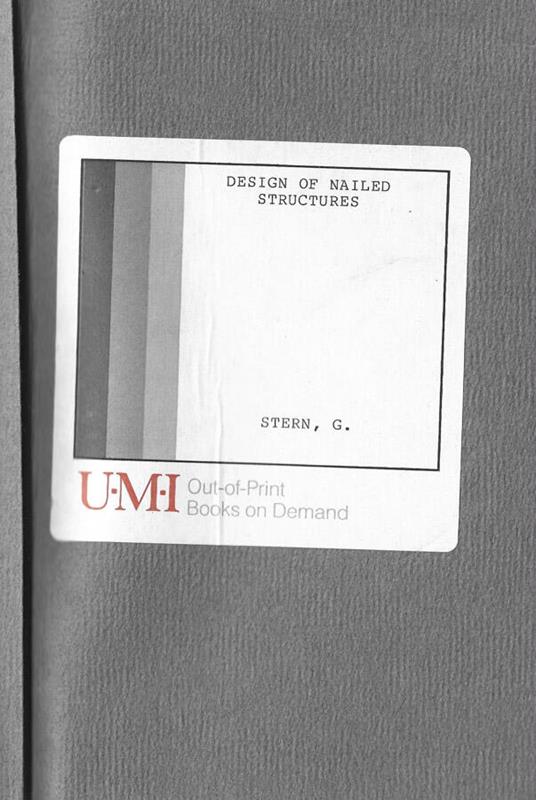 DESIGN OF NAILED
STRUCTURES
STERN, G.
U·M·I
Out-of-Print
Books on Demand